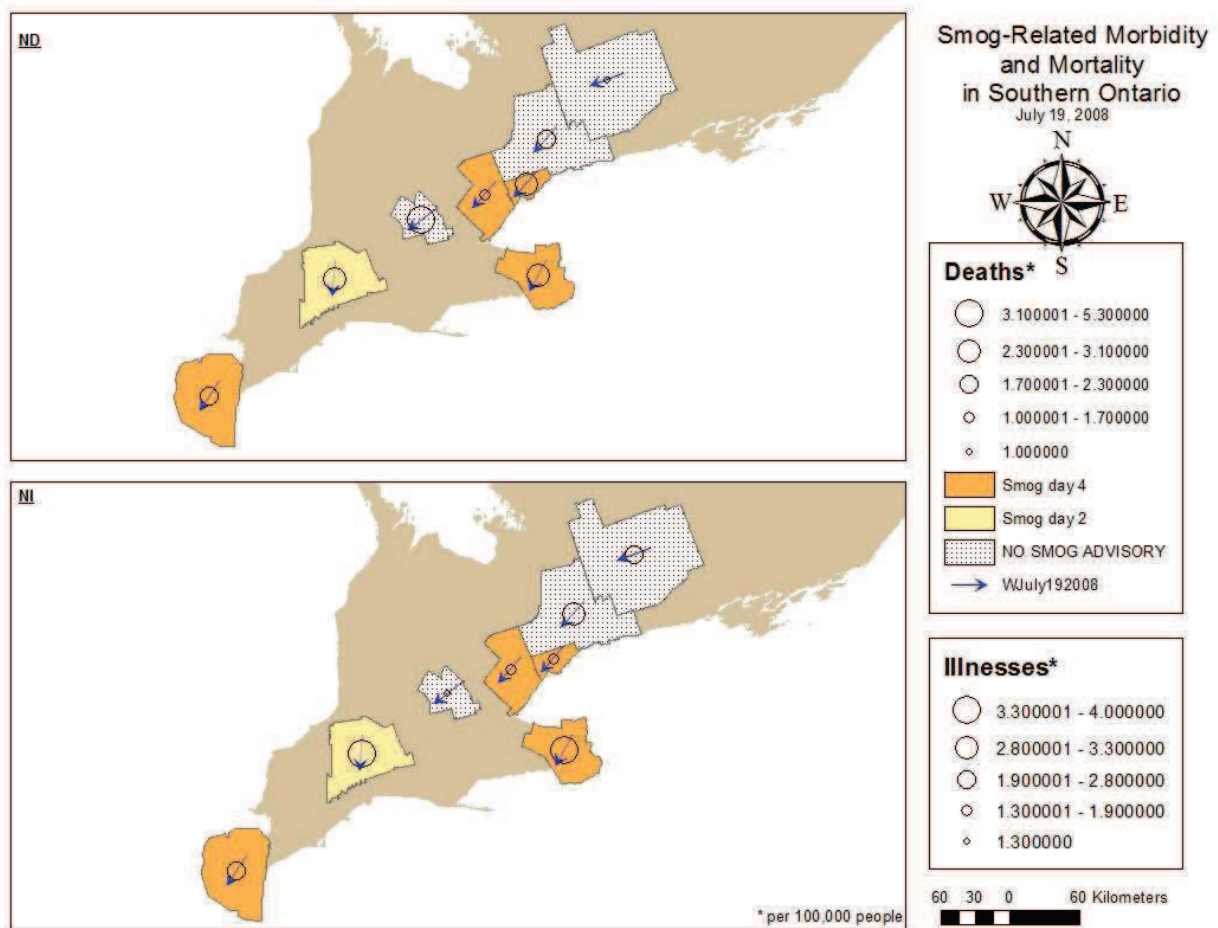 ND
NI
* per 100,000 people
Smog-Related Morbidity
and Mortality
in Southern Ontario
July 19, 2008
N
W E
S
Deaths*
3.100001 - 5.300000
2.300001 - 3.100000
1.700001 - 2.300000
1.000001 - 1.700000
1.000000
Smog day 4
Smog day 2
NO SMOG ADVISORY
WJuly192008
Illnesses*
3.300001 - 4.000000
2.800001 - 3.300000
1.900001 - 2.800000
1.300001 - 1.900000
1.300000
60 30 0 60 Kilometers